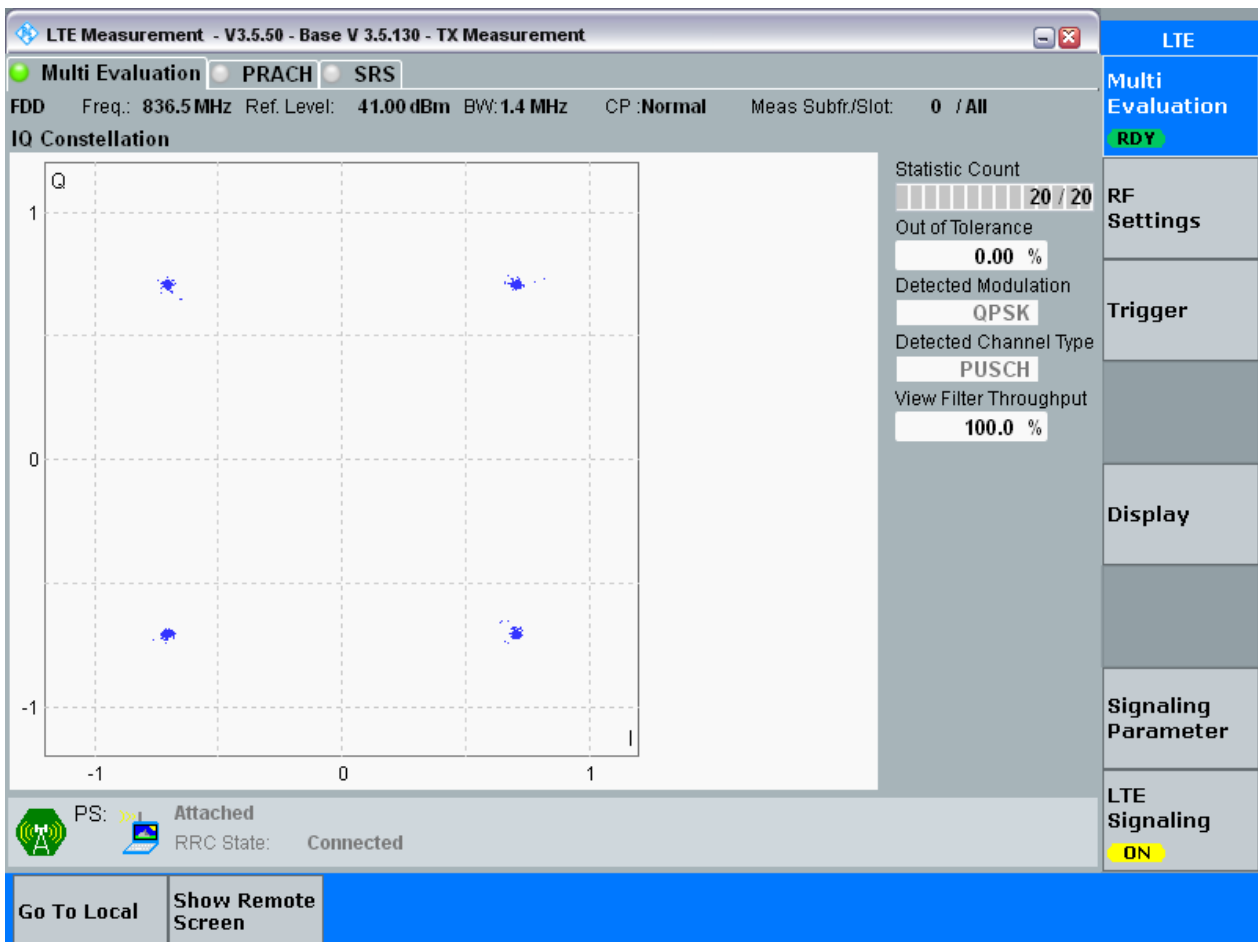 LTE Measurement - V3.5.50 - Base V 3.5.130 - TX Measurement
Multi Evaluation PRACH SRS
FDD Freq.: 836.5 MHz Ref. Level: 41.00 dBm BW: 1.4 MHz CP : Normal Meas Subfr./Slot: 0 / All
IQ Constellation
Q
1
0
-1
I
-1 0 1
Statistic Count
20 / 20
Out of Tolerance
0.00 %
Detected Modulation
QPSK
Detected Channel Type
PUSCH
View Filter Throughput
100.0 %
PS: Attached
RRC State: Connected
LTE
Multi
Evaluation
RDY
RF
Settings
Trigger
Display
Signaling
Parameter
LTE
Signaling
ON
Go To Local
Show Remote
Screen